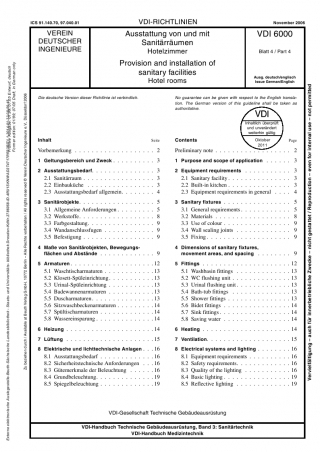 ICS 91.140.70, 97.040.01
VDI-RICHTLINIEN
November 2006
VEREIN
DEUTSCHER
INGENIEURE
Ausstattung von und mit
Sanitärräumen
Hotelzimmer
Provision and installation of
sanitary facilities
Hotel rooms
VDI 6000
Blatt 4 / Part 4
Ausg. deutsch/englisch
Issue German/English
Die deutsche Version dieser Richtlinie ist verbindlich.
No guarantee can be given with respect to the English transla-
tion. The German version of this guideline shall be taken as
authoritative.
VDI
Inhaltlich überprüft
und unverändert
weiterhin gültig
Oktober
2011
Inhalt Seite
Vorbemerkung . . . 2
1 Geltungsbereich und Zweck . . . 3
2 Ausstattungsbedarf . . . 3
2.1 Sanitärraum . . . 3
2.2 Einbauküche . . . 3
2.3 Ausstattungsbedarf allgemein . . . 4
3 Sanitärobjekte . . . 5
3.1 Allgemeine Anforderungen . . . 5
3.2 Werkstoffe . . . 8
3.3 Farbgestaltung . . . 9
3.4 Wandanschlussfugen . . . 9
3.5 Befestigung . . . 9
4 Maße von Sanitärobjekten, Bewegungs-
flächen und Abstände . . . 9
5 Armaturen . . . 12
5.1 Waschtischarmaturen . . . 13
5.2 Klosett-Spüleinrichtung . . . 13
5.3 Urinal-Spüleinrichtung . . . 13
5.4 Badewannenarmaturen . . . 13
5.5 Duscharmaturen . . . 13
5.6 Sitzwaschbeckenarmaturen . . . 14
5.7 Spültischarmaturen . . . 14
5.8 Wassereinsparung . . . 14
6 Heizung . . . 14
7 Lüftung . . . 15
8 Elektrische und lichttechnische Anlagen . . . 16
8.1 Ausstattungsbedarf . . . 16
8.2 Sicherheitstechnische Anforderungen . . . 16
8.3 Gütemerkmale der Beleuchtung . . . 16
8.4 Grundbeleuchtung . . . 19
8.5 Spiegelbeleuchtung . . . 19
Contents Page
Preliminary note . . . 2
1 Purpose and scope of application . . . 3
2 Equipment requirements . . . 3
2.1 Sanitary facility . . . 3
2.2 Built-in kitchen . . . 3
2.3 Equipment requirements in general . . . 4
3 Sanitary fixtures . . . 5
3.1 General requirements . . . 5
3.2 Materials . . . 8
3.3 Use of colour . . . 9
3.4 Wall sealing joints . . . 9
3.5 Fixing . . . 9
4 Dimensions of sanitary fixtures,
movement areas, and spacing . . . 9
5 Fittings . . . 12
5.1 Washbasin fittings . . . 13
5.2 WC flushing unit . . . 13
5.3 Urinal flushing unit . . . 13
5.4 Bath-tub fittings . . . 13
5.5 Shower fittings . . . 13
5.6 Bidet fittings . . . 14
5.7 Sink fittings . . . 14
5.8 Saving water . . . 14
6 Heating . . . 14
7 Ventilation . . . 15
8 Electrical systems and lighting . . . 16
8.1 Equipment requirements . . . 16
8.2 Safety requirements . . . 16
8.3 Quality of the lighting . . . 16
8.4 Basic lighting . . . 19
8.5 Reflective lighting . . . 19
VDI-Gesellschaft Technische Gebäudeausrüstung
VDI-Handbuch Technische Gebäudeausrüstung, Band 3: Sanitärtechnik
VDI-Handbuch Medizintechnik
Vervielfältigung – auch für innerbetriebliche Zwecke – nicht gestattet / Reproduction – even for internal use – not permitted